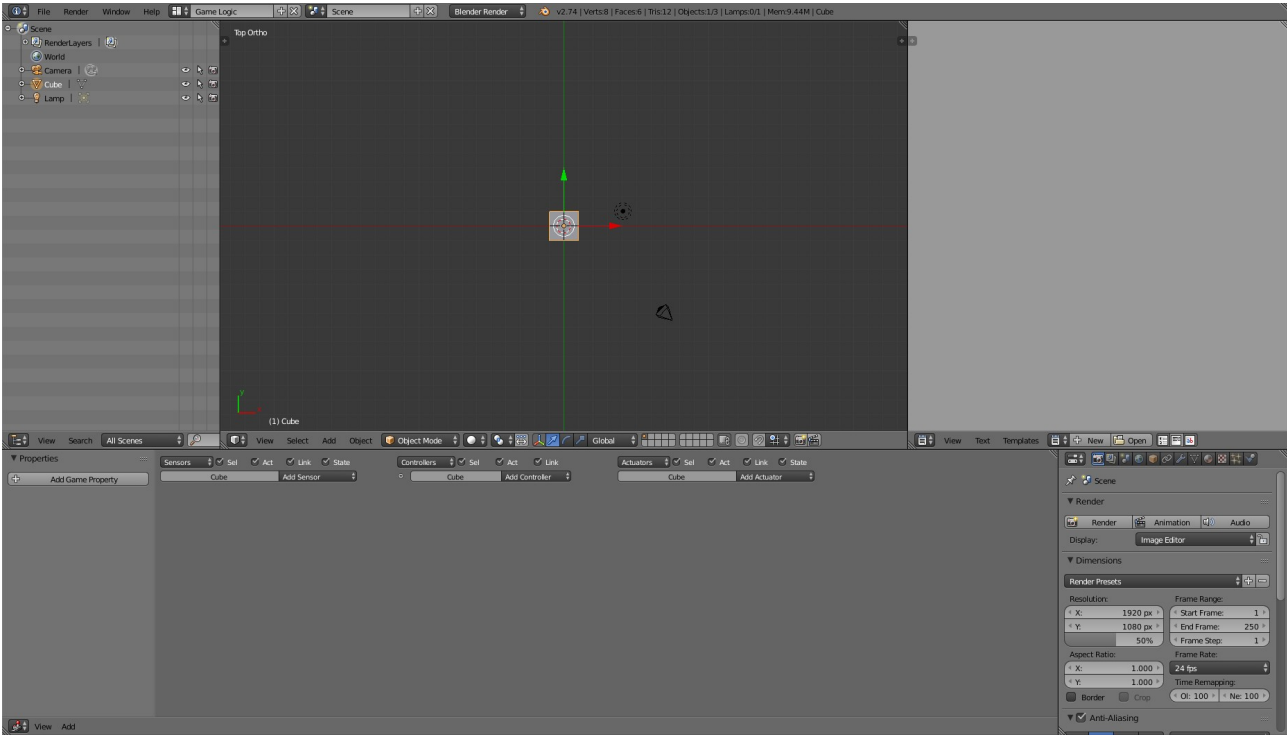 File Render Window Help Game Logic Scene Blender Render v2.74 | Verts:8 | Faces:6 | Tris:12 | Objects:1/3 | Lamps:0/1 | Mem:9.44M | Cube
Scene
RenderLayers |
World
Camera |
Cube |
Lamp |
Top Ortho
y
(1) Cube
View Search All Scenes
View Select Add Object Object Mode Global
View Text Templates New Open
Properties
Add Game Property
Sensors Sel Act Link State
Cube Add Sensor
Controllers Sel Act Link
Cube Add Controller
Actuators Sel Act Link State
Cube Add Actuator
Scene
Render
Render Animation Audio
Display: Image Editor
Dimensions
Render Presets
Resolution: Frame Range:
X: 1920 px Start Frame: 1
Y: 1080 px End Frame: 250
50% Frame Step: 1
Aspect Ratio: Frame Rate:
X: 1.000 24 fps
Y: 1.000 Time Remapping:
Border Crop Ol: 100 Ne: 100
Anti-Aliasing
View Add